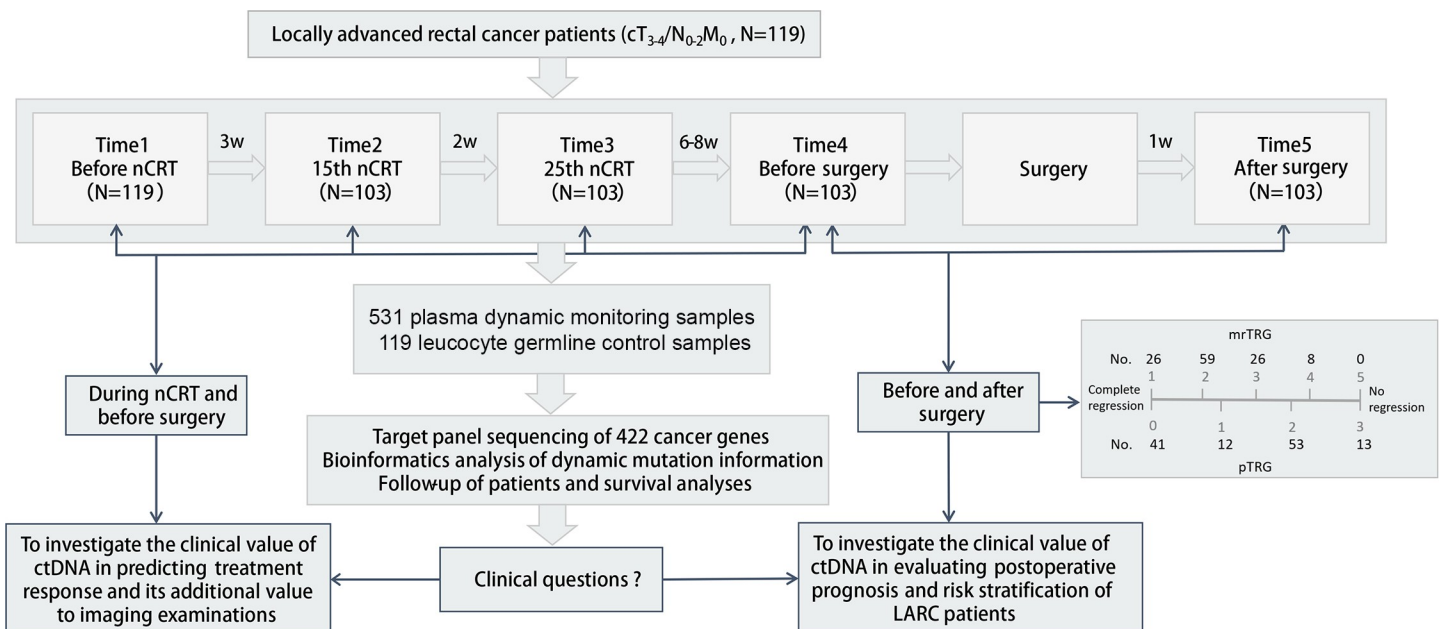 Locally advanced rectal cancer patients (cT3-4/N0-2M0 , N=119)
Time1
Before nCRT
(N=119)
3w
Time2
15th nCRT
(N=103)
2w
Time3
25th nCRT
(N=103)
6-8w
Time4
Before surgery
(N=103)
Surgery
1w
Time5
After surgery
(N=103)
531 plasma dynamic monitoring samples
119 leucocyte germline control samples
During nCRT and
before surgery
Before and after
surgery
mrTRG
No. 26 59 26 8 0
1 2 3 4 5
Complete
regression
No
regression
0 1 2 3
No. 41 12 53 13
pTRG
Target panel sequencing of 422 cancer genes
Bioinformatics analysis of dynamic mutation information
Followup of patients and survival analyses
To investigate the clinical value of
ctDNA in predicting treatment
response and its additional value
to imaging examinations
Clinical questions ?
To investigate the clinical value of
ctDNA in evaluating postoperative
prognosis and risk stratification of
LARC patients